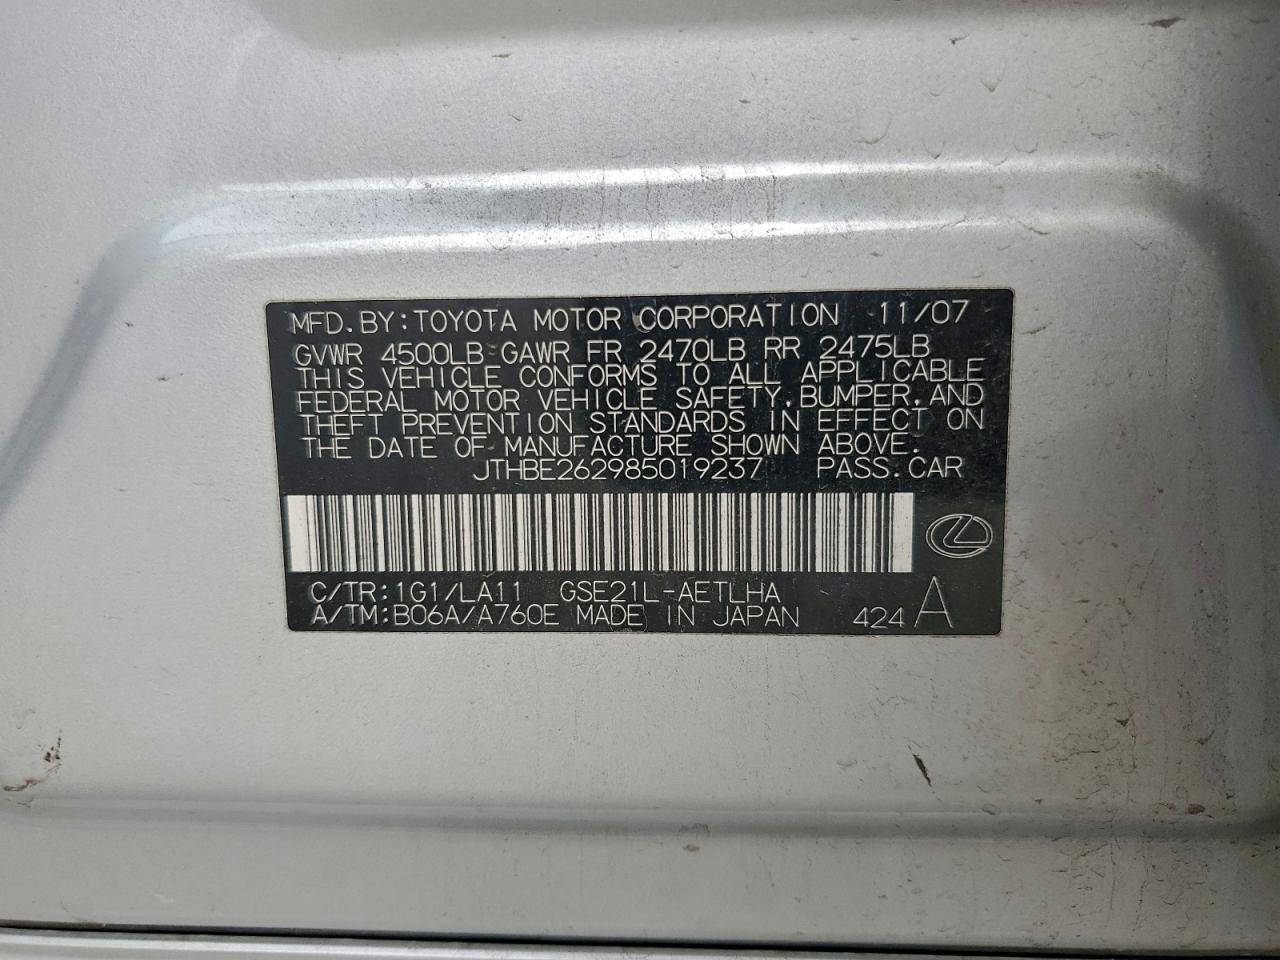 MFD. BY: TOYOTA MOTOR CORPORATION 11/07
GVWR 4500LB GAWR FR 2470LB RR 2475LB
THIS VEHICLE CONFORMS TO ALL APPLICABLE
FEDERAL MOTOR VEHICLE SAFETY, BUMPER, AND
THEFT PREVENTION STANDARDS IN EFFECT ON
THE DATE OF MANUFACTURE SHOWN ABOVE.
JTHBE262985019237 PASS. CAR
C/TR: 1G1/LA11 GSE21L-AETLHA
A/TM: B06A/A760E MADE IN JAPAN 424 A